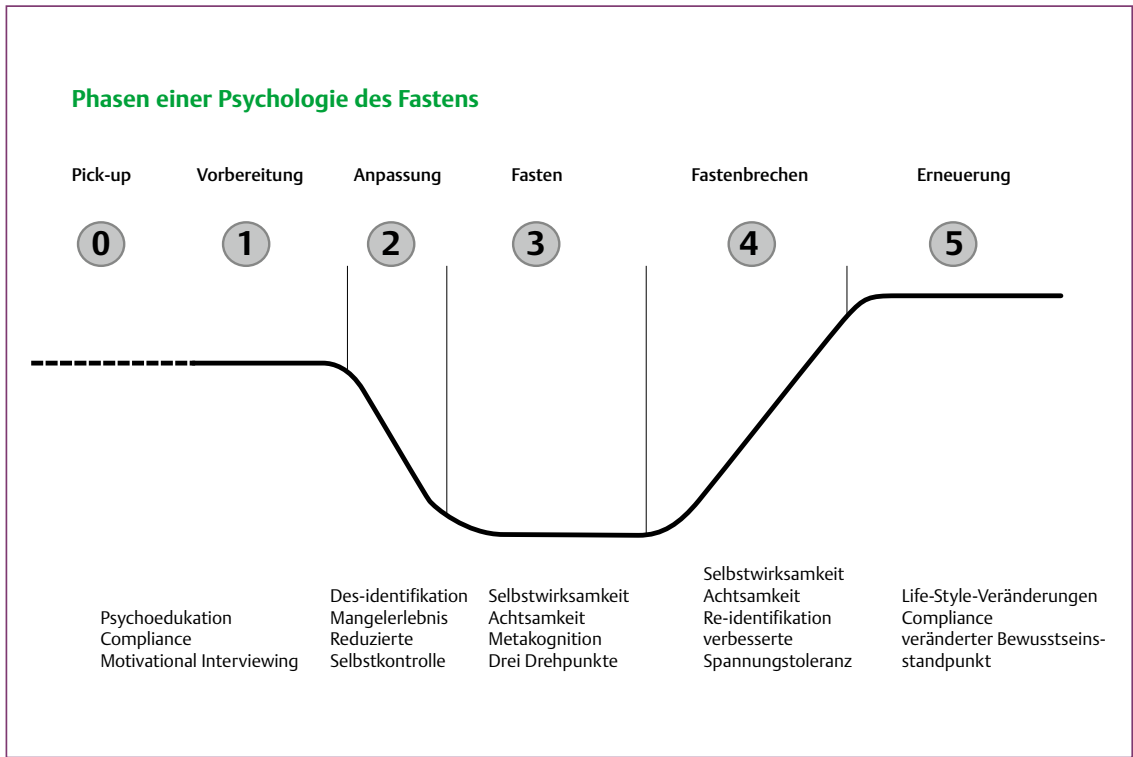 Phasen einer Psychologie des Fastens
Pick-up
Vorbereitung
Anpassung
Fasten
Fastenbrechen
Erneuerung
0
1
2
3
4
5
Psychoedukation
Compliance
Motivational Interviewing
Des-identifikation
Mangelerlebnis
Reduzierte
Selbstkontrolle
Selbstwirksamkeit
Achtsamkeit
Metakognition
Drei Drehpunkte
Selbstwirksamkeit
Achtsamkeit
Re-identifikation
verbesserte
Spannungstoleranz
Life-Style-Veränderungen
Compliance
veränderter Bewusstseins-
standpunkt